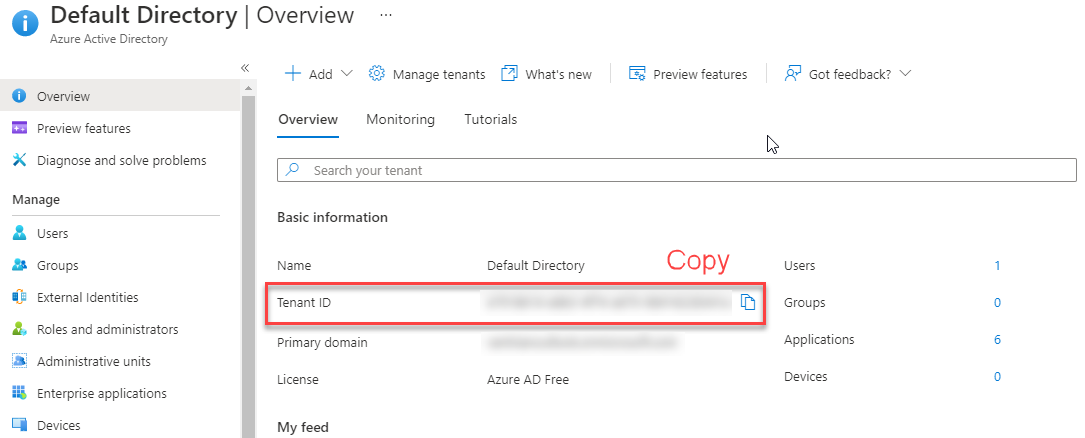 Default Directory | Overview ...
Azure Active Directory
«
Add Manage tenants What's new Preview features Got feedback?
Overview
Preview features
Diagnose and solve problems
Manage
Users
Groups
External Identities
Roles and administrators
Administrative units
Enterprise applications
Devices
Overview Monitoring Tutorials
Search your tenant
Basic information
Copy
Name Default Directory Users 1
Tenant ID Groups 0
Primary domain Applications 6
License Azure AD Free Devices 0
My feed